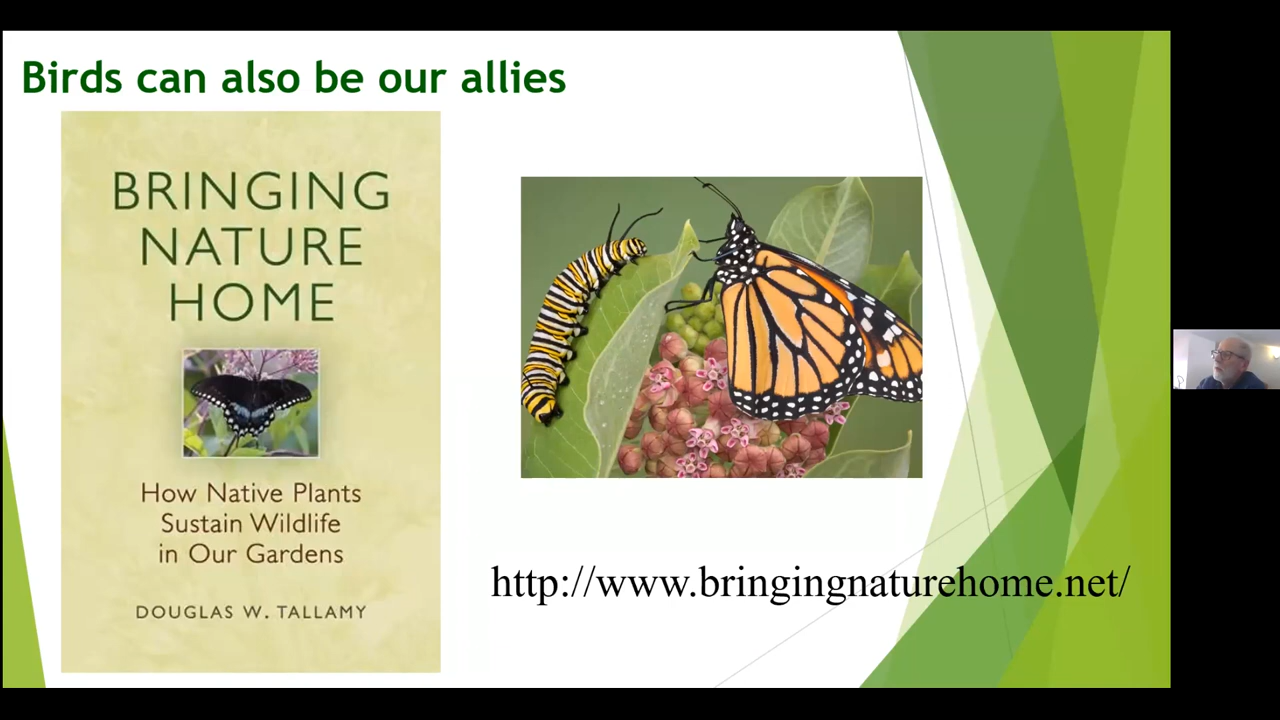 Birds can also be our allies
BRINGING
NATURE
HOME
How Native Plants
Sustain Wildlife
in Our Gardens
DOUGLAS W. TALLAMY
http://www.bringingnaturehome.net/